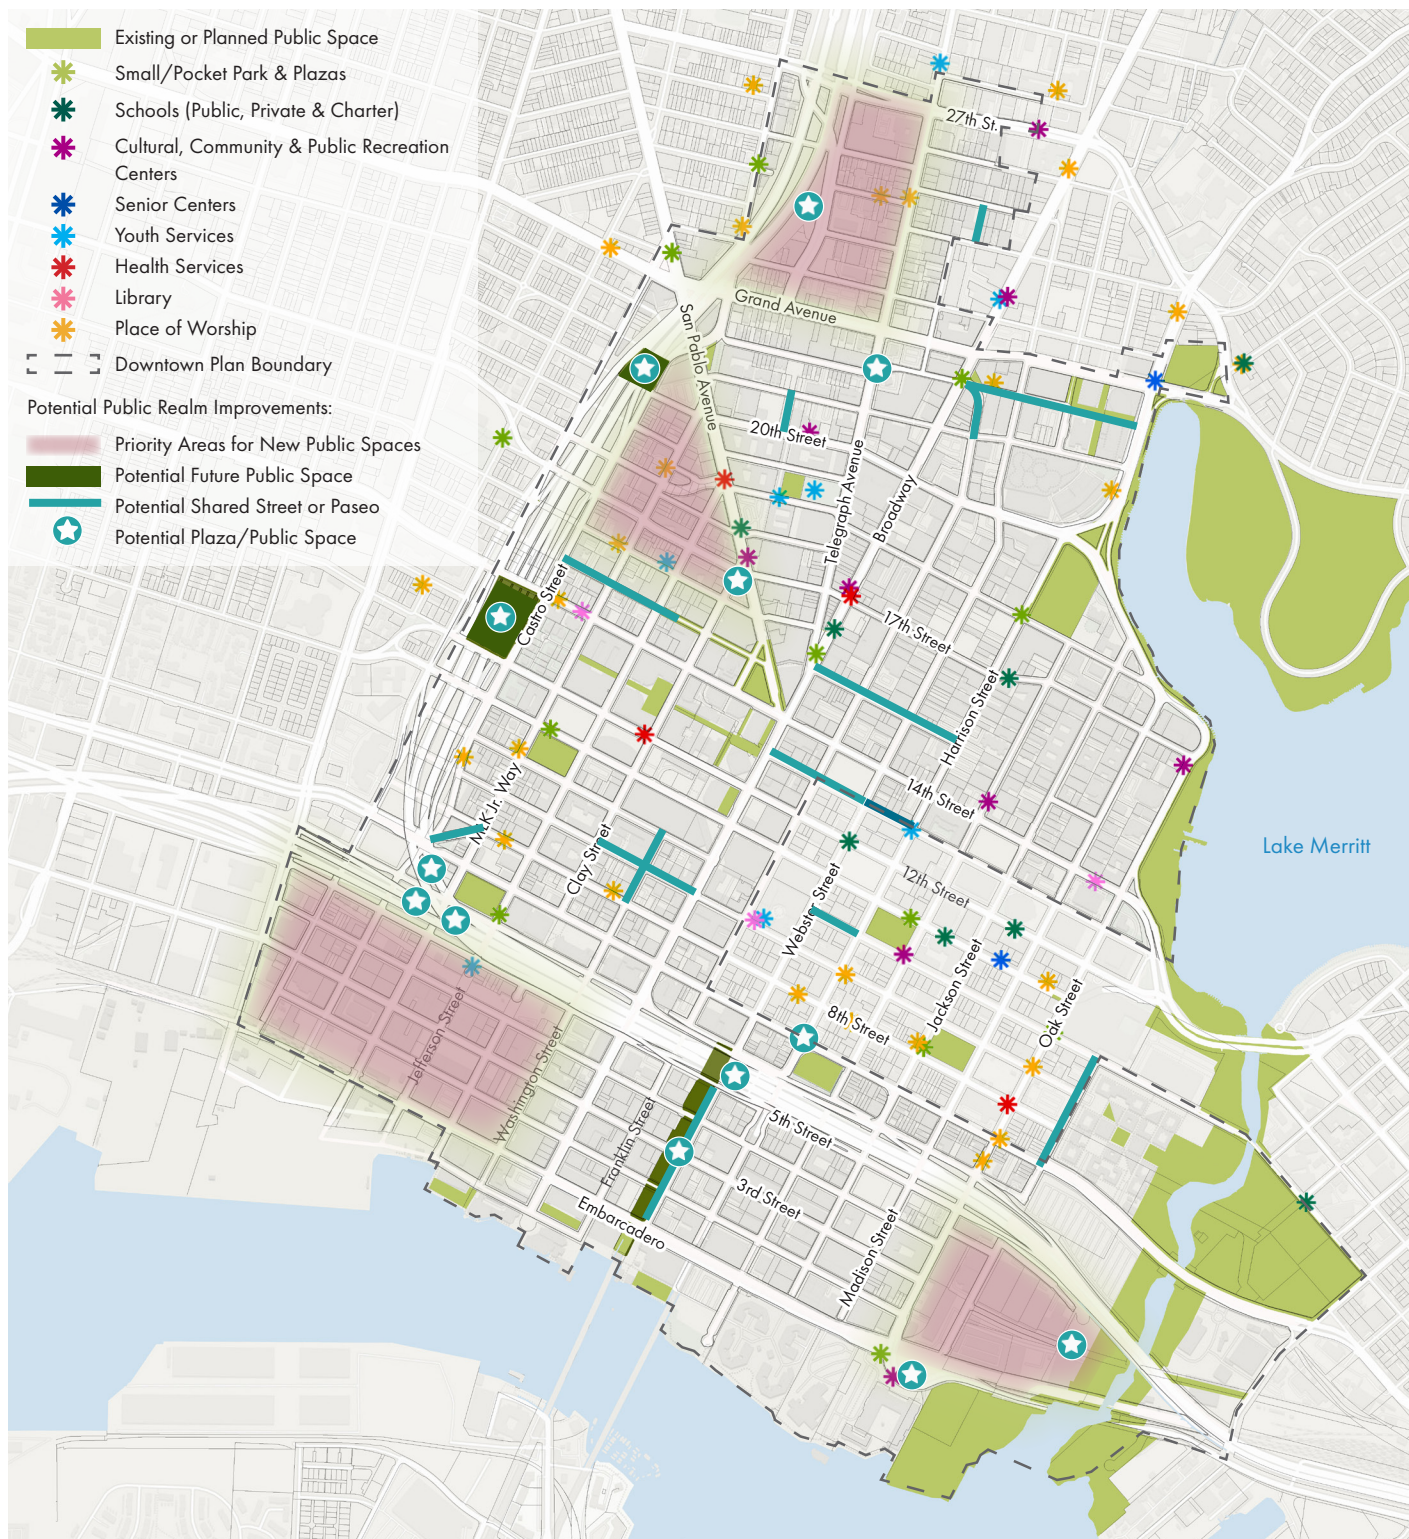 Existing or Planned Public Space
Small/Pocket Park & Plazas
Schools (Public, Private & Charter)
Cultural, Community & Public Recreation
Centers
Senior Centers
Youth Services
Health Services
Library
Place of Worship
Downtown Plan Boundary
Potential Public Realm Improvements:
Priority Areas for New Public Spaces
Potential Future Public Space
Potential Shared Street or Paseo
Potential Plaza/Public Space
27th St.
Grand Avenue
San Pablo Avenue
20th Street
Telegraph Avenue
Broadway
Castro Street
17th Street
Harrison Street
14th Street
MLK Jr. Way
Clay Street
Lake Merritt
Webster Street
12th Street
Jackson Street
Oak Street
8th Street
Jefferson Street
Washington Street
Franklin Street
5th Street
3rd Street
Embarcadero
Madison Street